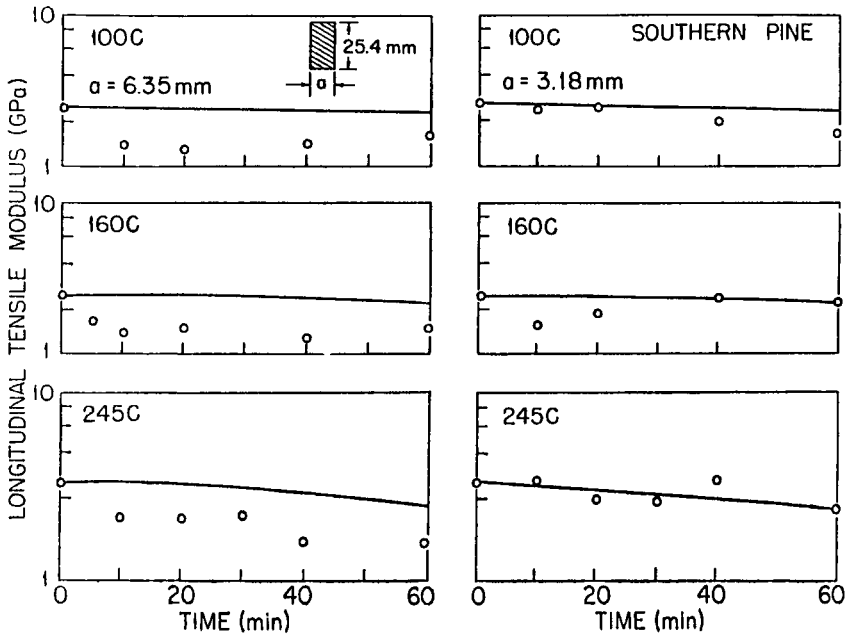 LONGITUDINAL TENSILE MODULUS (GPa)
10
100C
25.4 mm
a
a = 6.35 mm
1
100C
SOUTHERN PINE
a = 3.18 mm
10
160C
1
160C
10
245C
1
0
20
40
60
TIME (min)
245C
0
20
40
60
TIME (min)